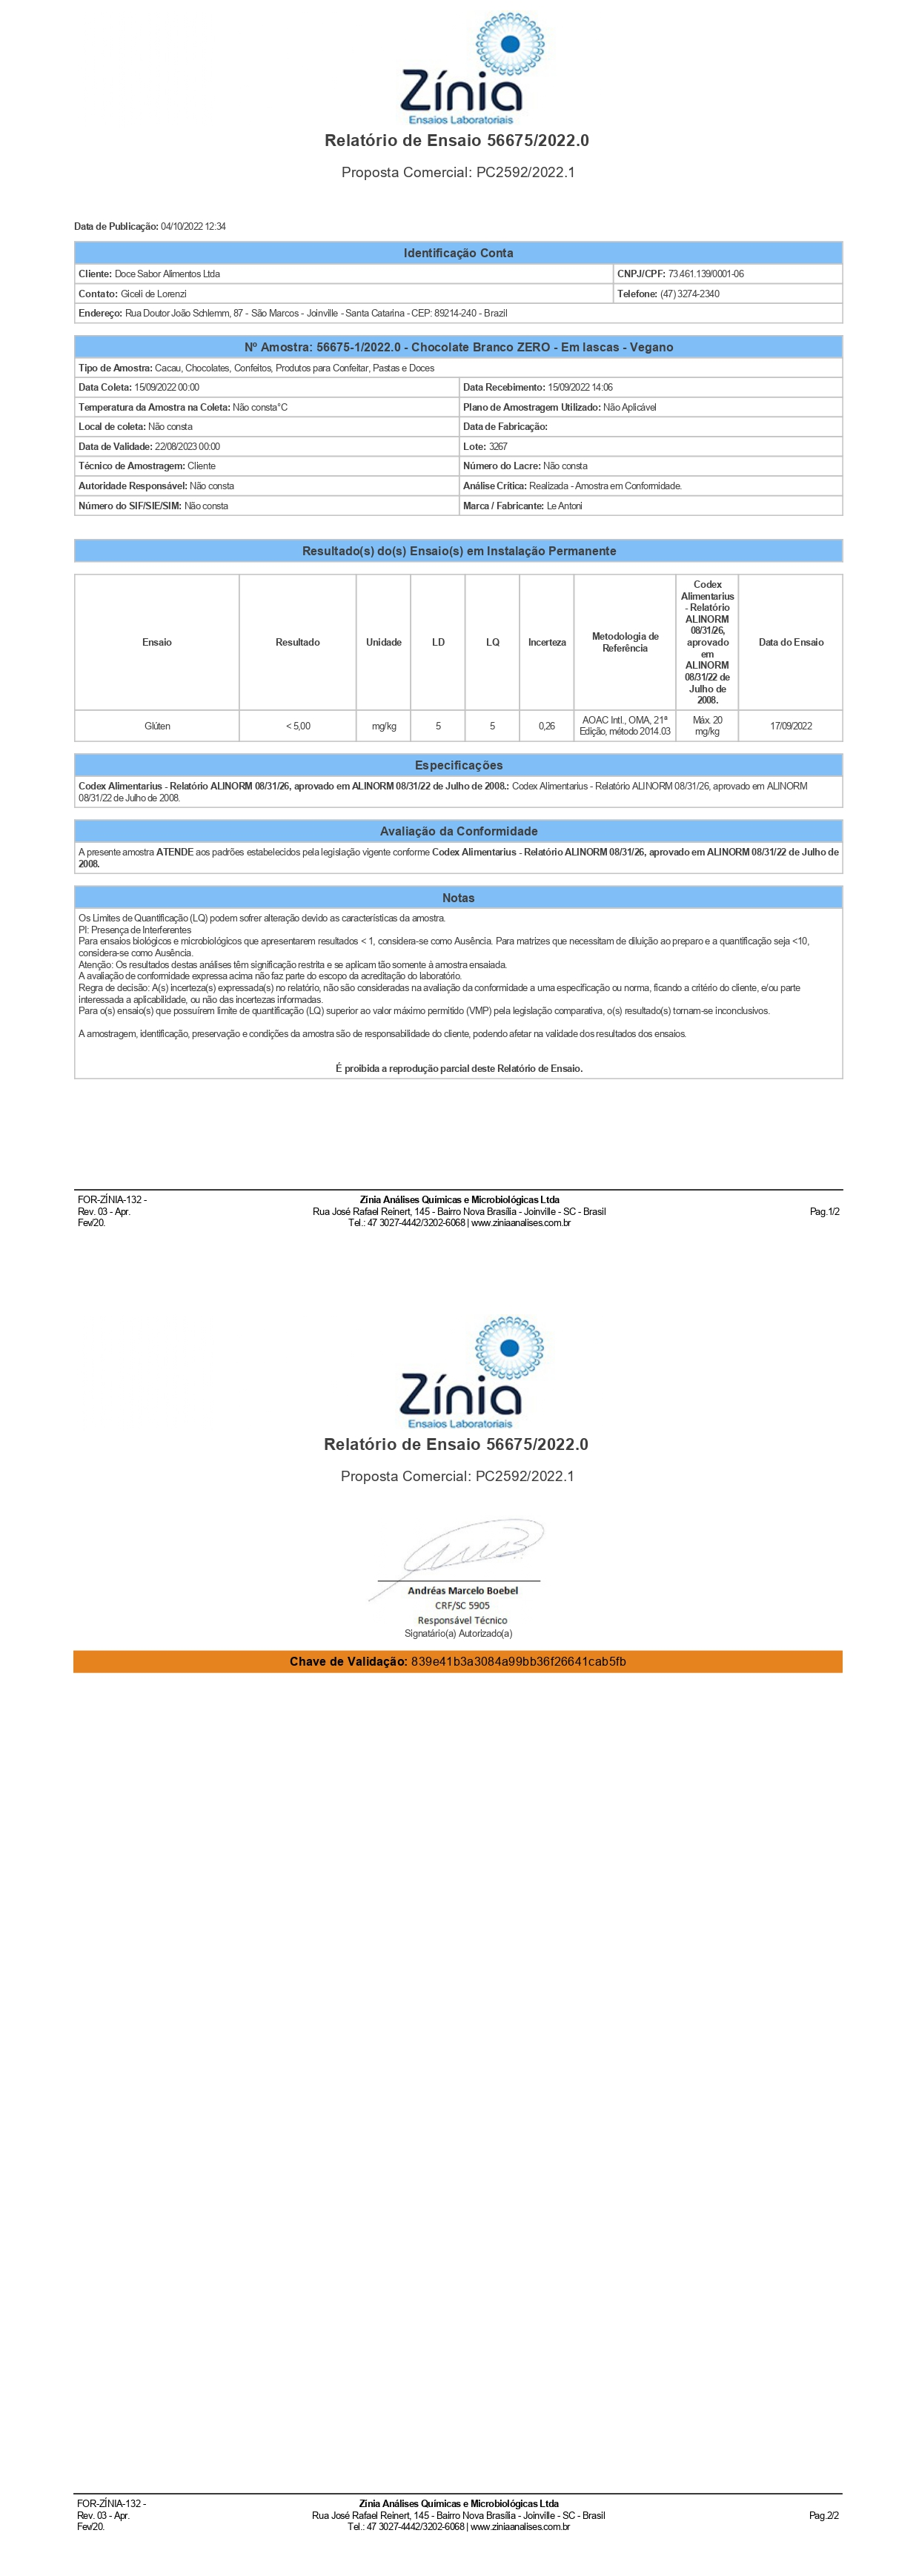 Zínia
Ensaios Laboratoriais
Relatório de Ensaio 56675/2022.0
Proposta Comercial: PC2592/2022.1
Data de Publicação: 04/10/2022 12:34
Identificação Conta
Cliente: Doce Sabor Alimentos Ltda
CNPJ/CPF: 73.461.139/0001-06
Contato: Giceli de Lorenzi
Telefone: (47) 3274-2340
Endereço: Rua Doutor João Schlemm, 87 - São Marcos - Joinville - Santa Catarina - CEP: 89214-240 - Brazil
Nº Amostra: 56675-1/2022.0 - Chocolate Branco ZERO - Em lascas - Vegano
Tipo de Amostra: Cacau, Chocolates, Confeitos, Produtos para Confeitar, Pastas e Doces
Data Coleta: 15/09/2022 00:00
Data Recebimento: 15/09/2022 14:06
Temperatura da Amostra na Coleta: Não consta°C
Plano de Amostragem Utilizado: Não Aplicável
Local de coleta: Não consta
Data de Fabricação:
Data de Validade: 22/08/2023 00:00
Lote: 3267
Técnico de Amostragem: Cliente
Número do Lacre: Não consta
Autoridade Responsável: Não consta
Análise Crítica: Realizada - Amostra em Conformidade.
Número do SIF/SIE/SIM: Não consta
Marca / Fabricante: Le Antoni
Resultado(s) do(s) Ensaio(s) em Instalação Permanente
Ensaio
Resultado
Unidade
LD
LQ
Incerteza
Metodologia de
Referência
Codex
Alimentarius
- Relatório
ALINORM
08/31/26,
aprovado
em
ALINORM
08/31/22 de
Julho de
2008.
Data do Ensaio
Glúten
< 5,00
mg/kg
5
5
0,26
AOAC Intl., OMA, 21ª
Edição, método 2014.03
Máx. 20
mg/kg
17/09/2022
Especificações
Codex Alimentarius - Relatório ALINORM 08/31/26, aprovado em ALINORM 08/31/22 de Julho de 2008.: Codex Alimentarius - Relatório ALINORM 08/31/26, aprovado em ALINORM
08/31/22 de Julho de 2008.
Avaliação da Conformidade
A presente amostra ATENDE aos padrões estabelecidos pela legislação vigente conforme Codex Alimentarius - Relatório ALINORM 08/31/26, aprovado em ALINORM 08/31/22 de Julho de
2008.
Notas
Os Limites de Quantificação (LQ) podem sofrer alteração devido as características da amostra.
PI: Presença de Interferentes
Para ensaios biológicos e microbiológicos que apresentarem resultados < 1, considera-se como Ausência. Para matrizes que necessitam de diluição ao preparo e a quantificação seja <10,
considera-se como Ausência.
Atenção: Os resultados destas análises têm significação restrita e se aplicam tão somente à amostra ensaiada.
A avaliação de conformidade expressa acima não faz parte do escopo da acreditação do laboratório.
Regra de decisão: A(s) incerteza(s) expressada(s) no relatório, não são consideradas na avaliação da conformidade a uma especificação ou norma, ficando a critério do cliente, e/ou parte
interessada a aplicabilidade, ou não das incertezas informadas.
Para o(s) ensaio(s) que possuírem limite de quantificação (LQ) superior ao valor máximo permitido (VMP) pela legislação comparativa, o(s) resultado(s) tornam-se inconclusivos.
A amostragem, identificação, preservação e condições da amostra são de responsabilidade do cliente, podendo afetar na validade dos resultados dos ensaios.
É proibida a reprodução parcial deste Relatório de Ensaio.
FOR-ZÍNIA-132 -
Rev. 03 - Apr.
Fev/20.
Zínia Análises Químicas e Microbiológicas Ltda
Rua José Rafael Reinert, 145 - Bairro Nova Brasília - Joinville - SC - Brasil
Tel.: 47 3027-4442/3202-6068 | www.ziniaanalises.com.br
Pag.1/2
Zínia
Ensaios Laboratoriais
Relatório de Ensaio 56675/2022.0
Proposta Comercial: PC2592/2022.1
Andréas Marcelo Boebel
CRF/SC 5905
Responsável Técnico
Signatário(a) Autorizado(a)
Chave de Validação: 839e41b3a3084a99bb36f26641cab5fb
FOR-ZÍNIA-132 -
Rev. 03 - Apr.
Fev/20.
Zínia Análises Químicas e Microbiológicas Ltda
Rua José Rafael Reinert, 145 - Bairro Nova Brasília - Joinville - SC - Brasil
Tel.: 47 3027-4442/3202-6068 | www.ziniaanalises.com.br
Pag.2/2